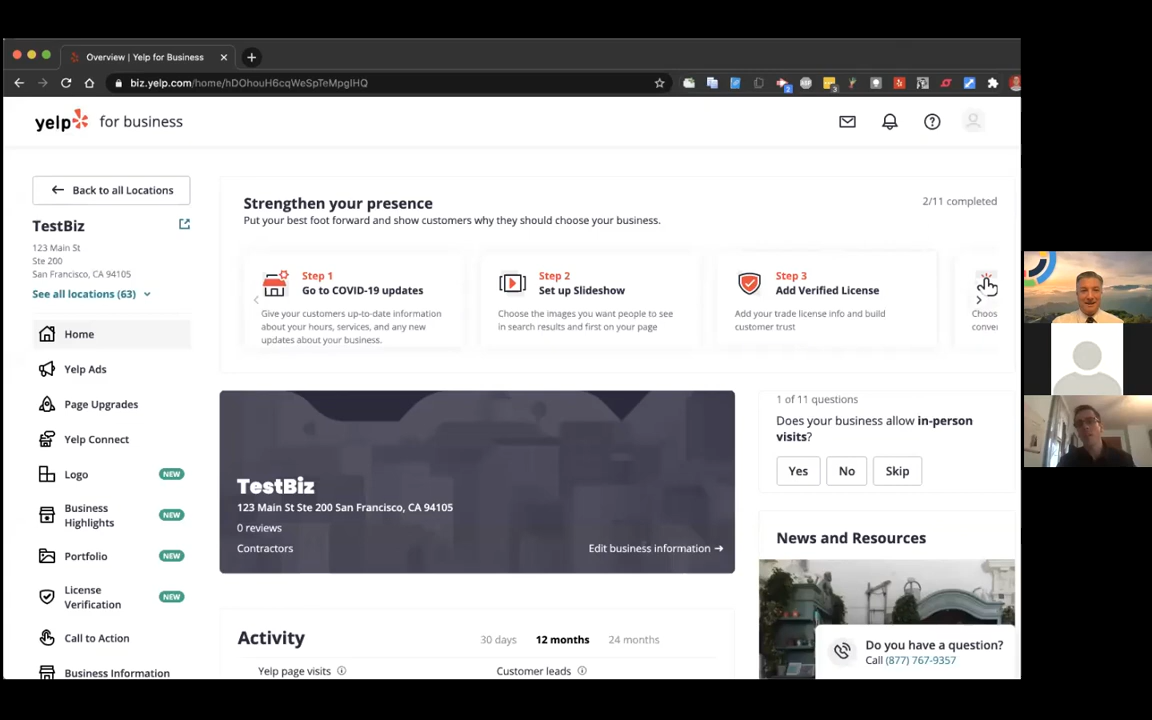 Overview | Yelp for Business
biz.yelp.com/home/hDOhouH6cqWeSpTeMpgIHQ
2
3
yelp for business
Back to all Locations
TestBiz
123 Main St
Ste 200
San Francisco, CA 94105
See all locations (63)
Home
Yelp Ads
Page Upgrades
Yelp Connect
Logo NEW
Business
Highlights NEW
Portfolio NEW
License
Verification NEW
Call to Action
Business Information
Strengthen your presence 2/11 completed
Put your best foot forward and show customers why they should choose your business.
Step 1
Go to COVID-19 updates
Give your customers up-to-date information
about your hours, services, and any new
updates about your business.
Step 2
Set up Slideshow
Choose the images you want people to see
in search results and first on your page
Step 3
Add Verified License
Add your trade license info and build
customer trust
Choos
conve
TestBiz
123 Main St Ste 200 San Francisco, CA 94105
0 reviews
Contractors Edit business information
1 of 11 questions
Does your business allow in-person
visits?
Yes No Skip
News and Resources
Activity 30 days 12 months 24 months
Yelp page visits Customer leads
Do you have a question?
Call (877) 767-9357